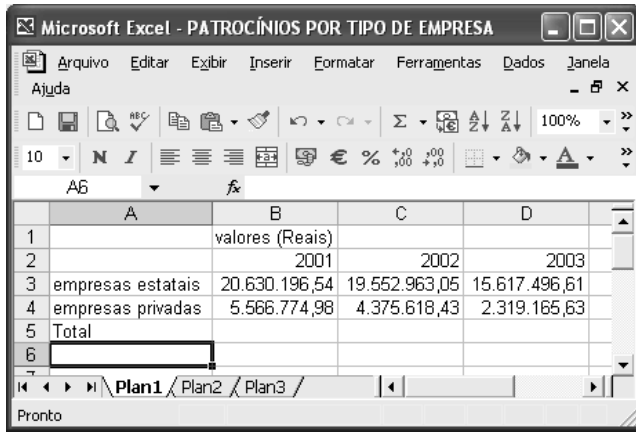 Microsoft Excel - PATROCÍNIOS POR TIPO DE EMPRESA
Arquivo Editar Exibir Inserir Formatar Ferramentas Dados Janela
Ajuda
ABC Σ 100% »
10 N I € % A »
A6 fx
A B C D
1 valores (Reais)
2 2001 2002 2003
3 empresas estatais 20.630.196,54 19.552.963,05 15.617.496,61
4 empresas privadas 5.566.774,98 4.375.618,43 2.319.165,63
5 Total
6
Plan1 Plan2 Plan3
Pronto